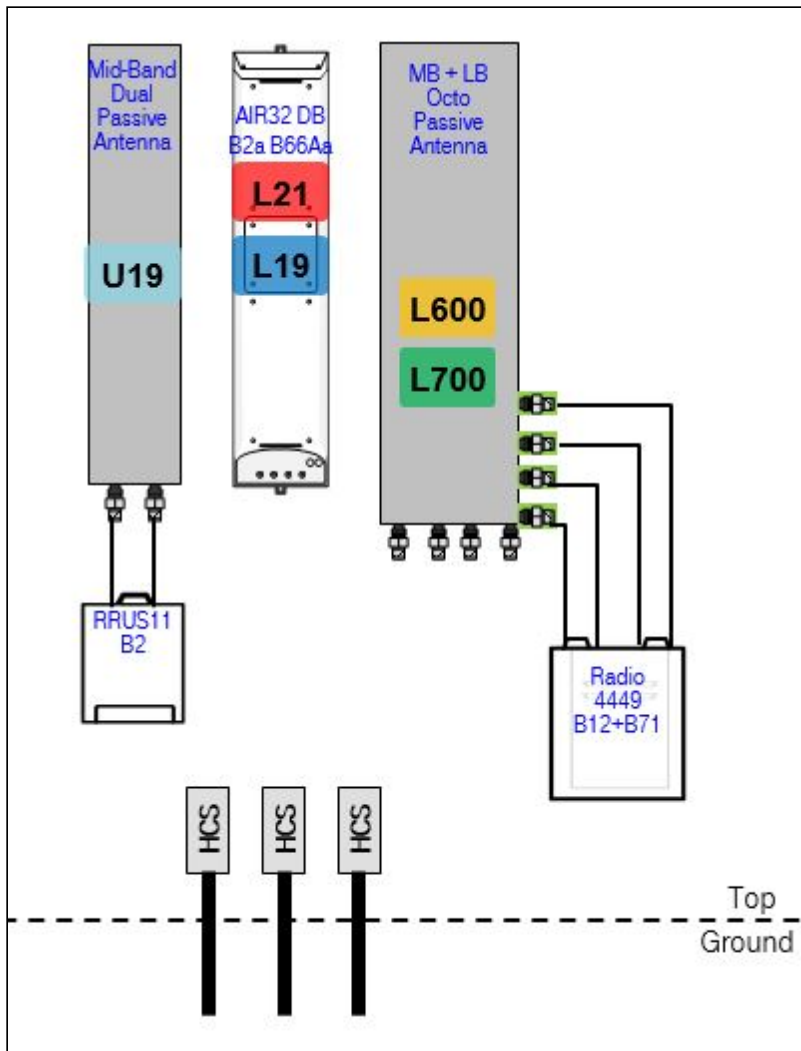 Mid-Band
Dual
Passive
Antenna
U19
RRUS11
B2
AIR32 DB
B2a B66Aa
L21
L19
MB + LB
Octo
Passive
Antenna
L600
L700
Radio
4449
B12+B71
HCS
HCS
HCS
Top
Ground